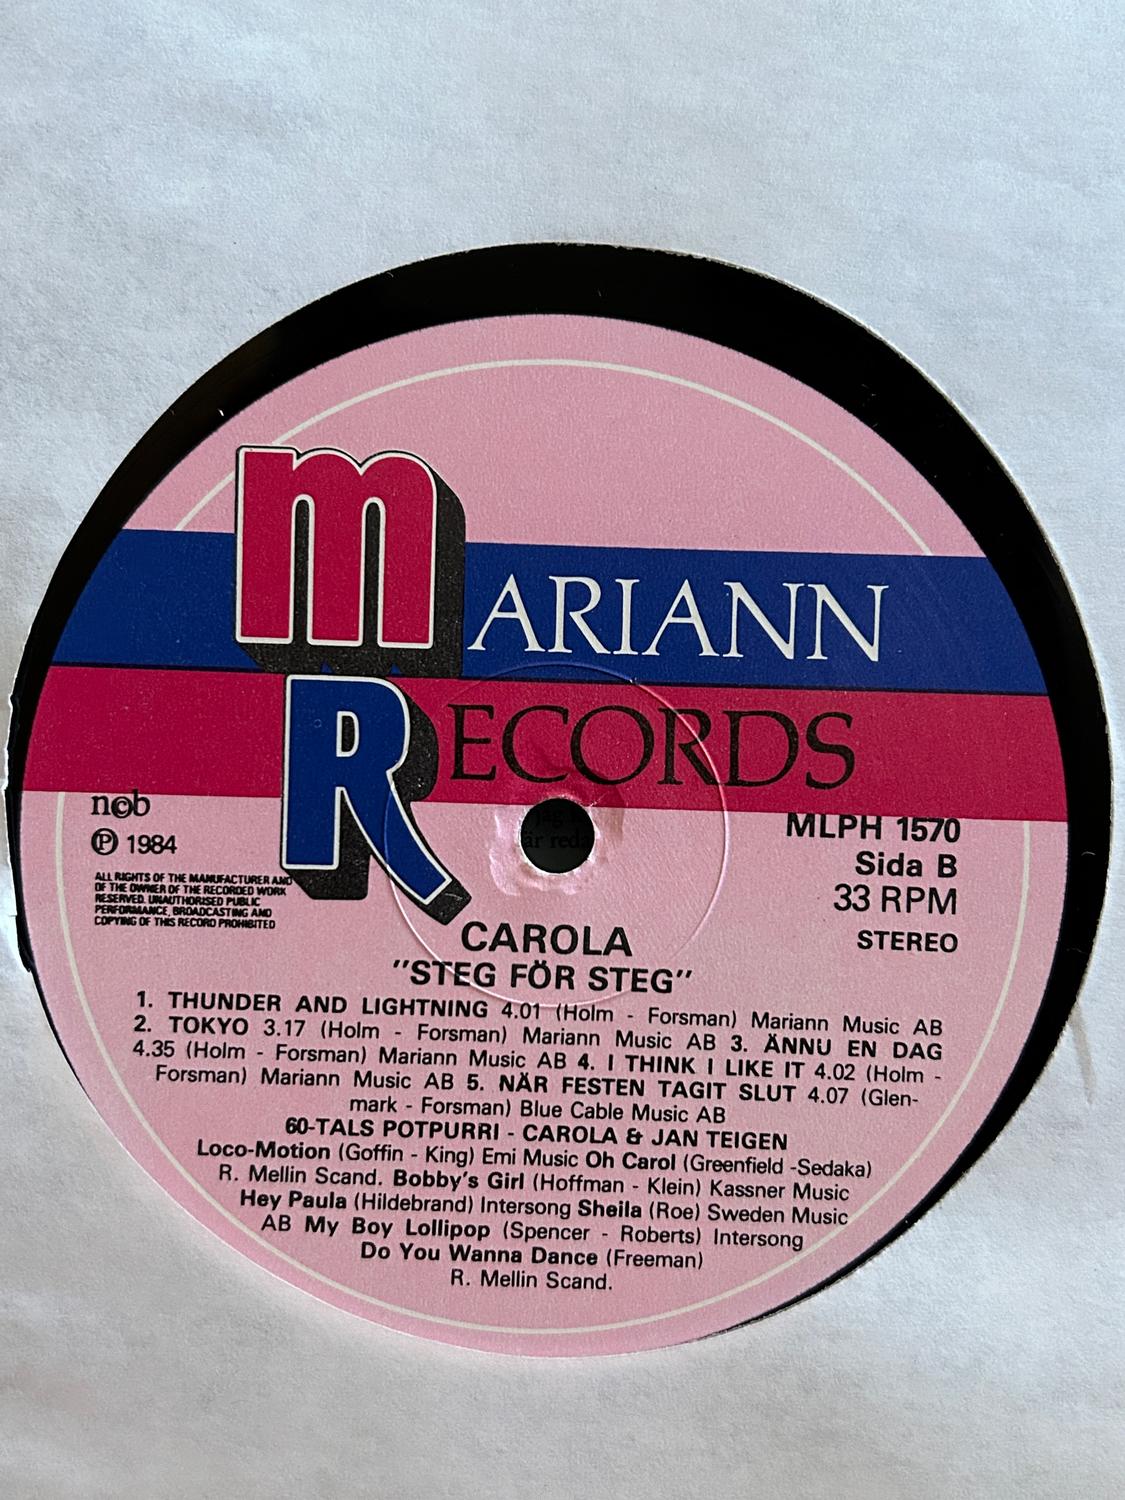 MARIANN
RECORDS
n©b
Ⓟ 1984
ALL RIGHTS OF THE MANUFACTURER AND
OF THE OWNER OF THE RECORDED WORK
RESERVED. UNAUTHORISED PUBLIC
PERFORMANCE, BROADCASTING AND
COPYING OF THIS RECORD PROHIBITED
MLPH 1570
Sida B
33 RPM
STEREO
CAROLA
"STEG FÖR STEG"
1. THUNDER AND LIGHTNING 4.01 (Holm - Forsman) Mariann Music AB
2. TOKYO 3.17 (Holm - Forsman) Mariann Music AB 3. ÄNNU EN DAG
4.35 (Holm - Forsman) Mariann Music AB 4. I THINK I LIKE IT 4.02 (Holm -
Forsman) Mariann Music AB 5. NÄR FESTEN TAGIT SLUT 4.07 (Glen-
mark - Forsman) Blue Cable Music AB
60-TALS POTPURRI - CAROLA & JAN TEIGEN
Loco-Motion (Goffin - King) Emi Music Oh Carol (Greenfield -Sedaka)
R. Mellin Scand. Bobby's Girl (Hoffman - Klein) Kassner Music
Hey Paula (Hildebrand) Intersong Sheila (Roe) Sweden Music
AB My Boy Lollipop (Spencer - Roberts) Intersong
Do You Wanna Dance (Freeman)
R. Mellin Scand.